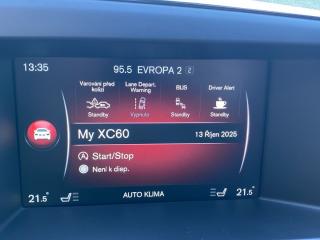 13:35
95.5 EVROPA 2
Varování před kolizí
Lane Depart. Warning
BLIS
Driver Alert
Standby
Vypnuto
Standby
Standby
My XC60
13 Říjen 2025
Start/Stop
Není k disp.
21.5°
AUTO KLIMA
21.5°